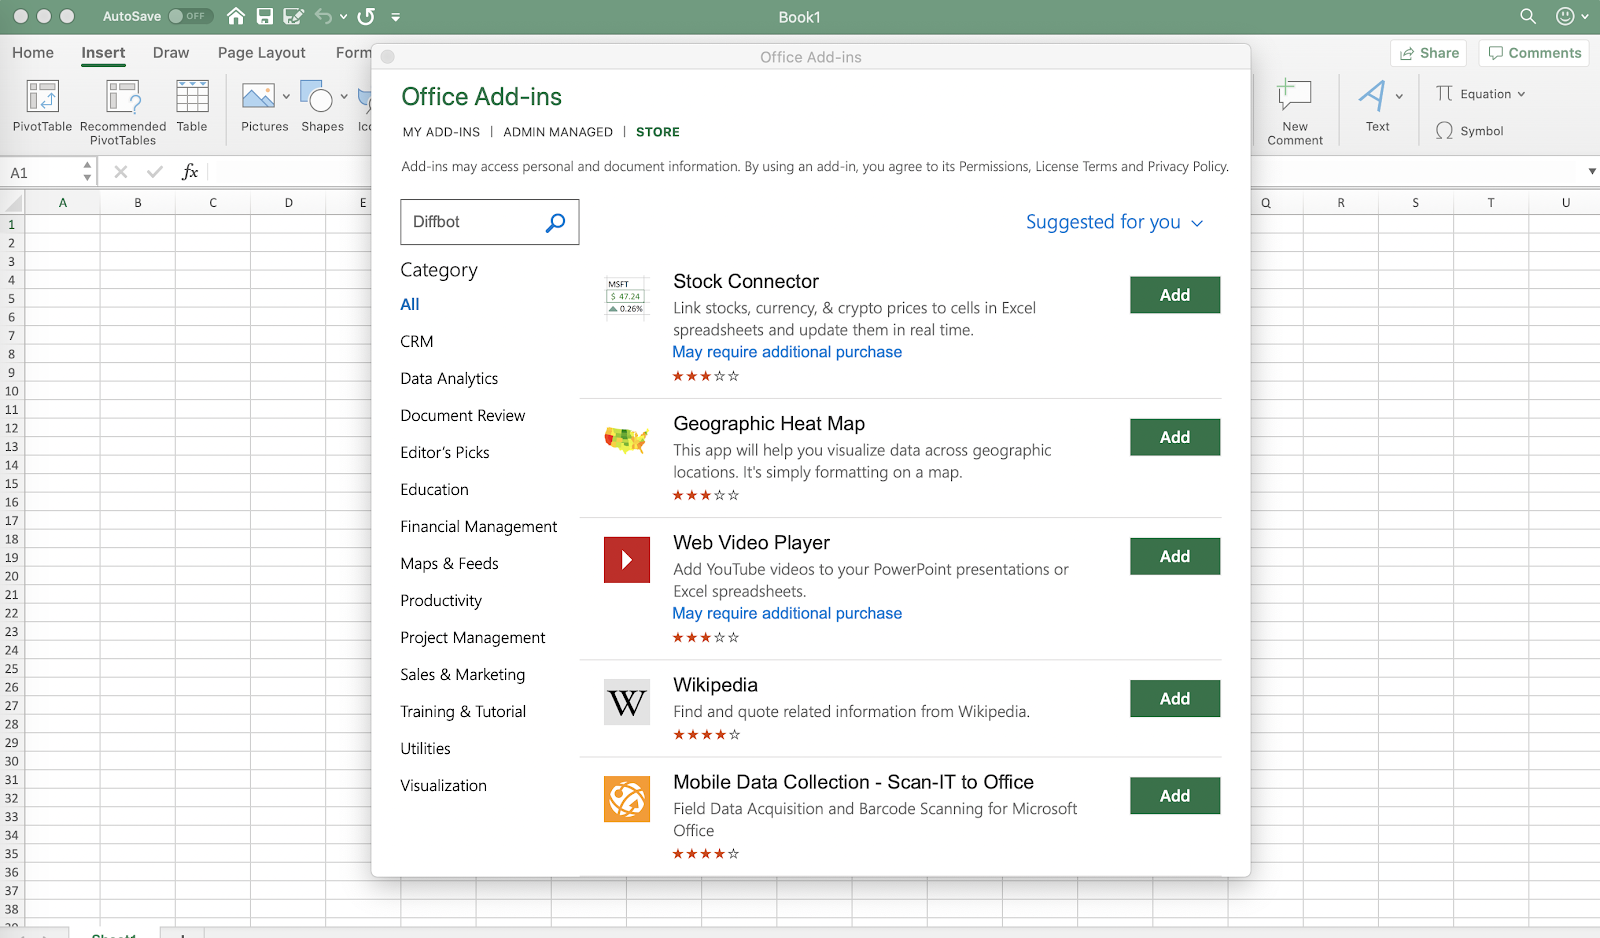 AutoSave OFF
Book1
Home Insert Draw Page Layout Form
Share Comments
PivotTable
Recommended
PivotTables
Table
Pictures
Shapes
New
Comment
Text
Equation
Symbol
A1
fx
A B C D E Q R S T U
1
2
3
4
5
6
7
8
9
10
11
12
13
14
15
16
17
18
19
20
21
22
23
24
25
26
27
28
29
30
31
32
33
34
35
36
37
38
Office Add-ins
Office Add-ins
MY ADD-INS | ADMIN MANAGED | STORE
Add-ins may access personal and document information. By using an add-in, you agree to its Permissions, License Terms and Privacy Policy.
Diffbot
Suggested for you
Category
All
CRM
Data Analytics
Document Review
Editor's Picks
Education
Financial Management
Maps & Feeds
Productivity
Project Management
Sales & Marketing
Training & Tutorial
Utilities
Visualization
MSFT
$ 47.24
0.26%
Stock Connector
Link stocks, currency, & crypto prices to cells in Excel
spreadsheets and update them in real time.
May require additional purchase
Add
Geographic Heat Map
This app will help you visualize data across geographic
locations. It's simply formatting on a map.
Add
Web Video Player
Add YouTube videos to your PowerPoint presentations or
Excel spreadsheets.
May require additional purchase
Add
W
Wikipedia
Find and quote related information from Wikipedia.
Add
Mobile Data Collection - Scan-IT to Office
Field Data Acquisition and Barcode Scanning for Microsoft
Office
Add
Sheet1